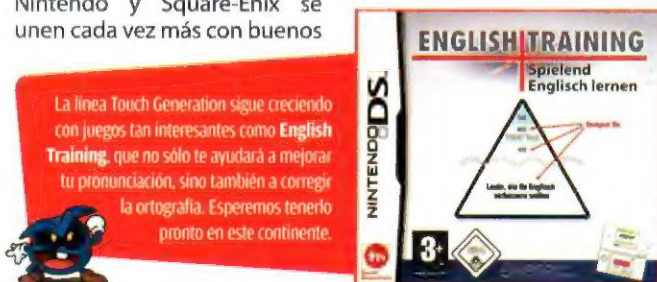 Nintendo y Square-Enix se
unen cada vez más con buenos
La línea Touch Generation sigue creciendo
con juegos tan interesantes como English
Training, que no sólo te ayudará a mejorar
tu pronunciación, sino también a corregir
la ortografía. Esperemos tenerlo
pronto en este continente.
NINTENDO DS
ENGLISH TRAINING
Spielend
Englisch lernen
3+